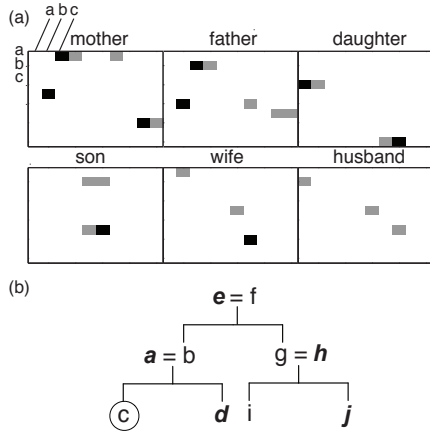 (a)
a b c
mother father daughter
a
b
c
son wife husband
(b)
e = f
a = b g = h
c d i j